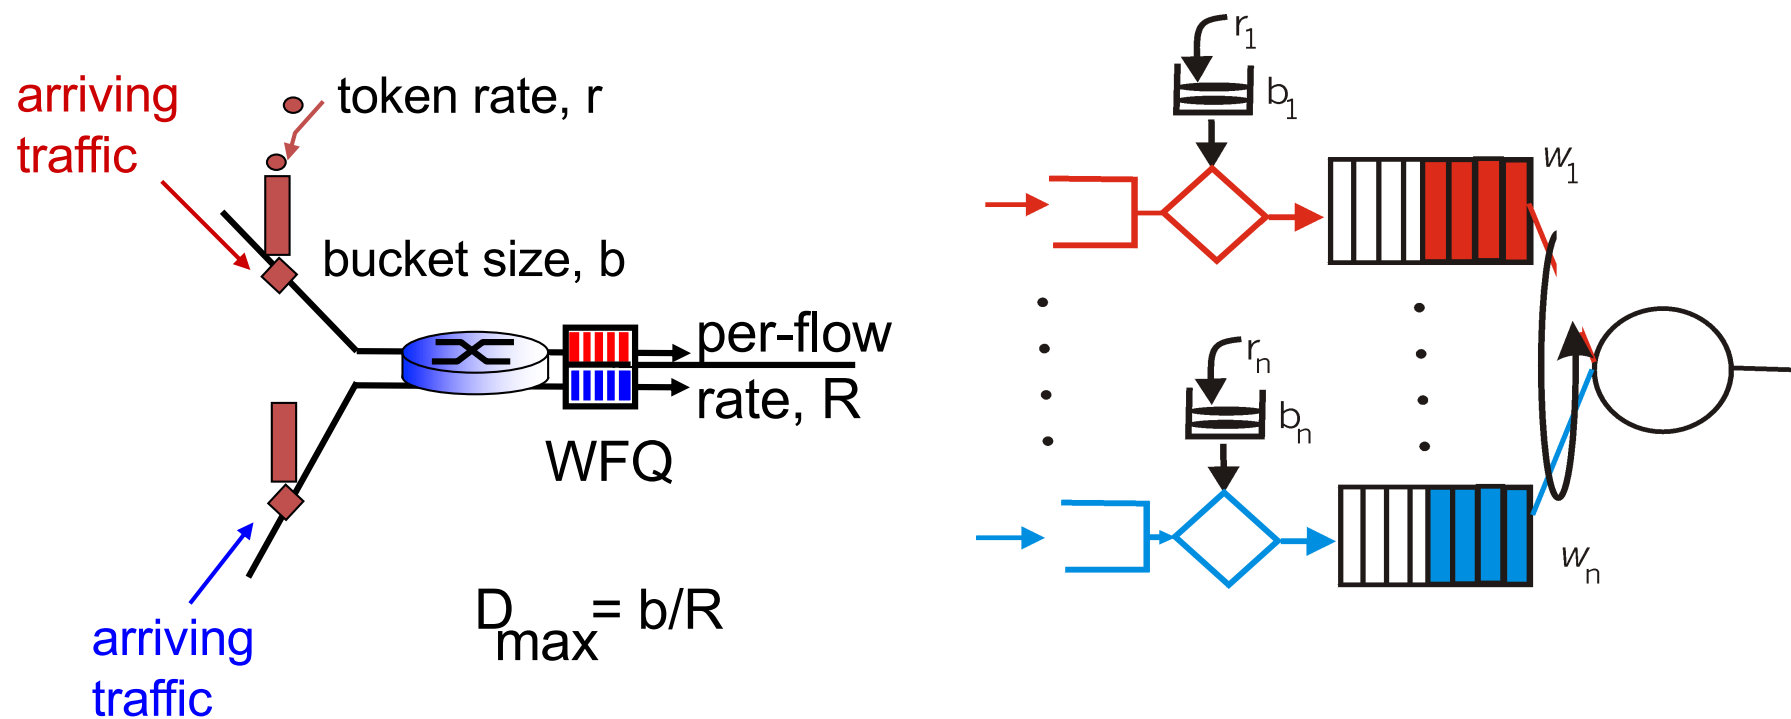 arriving
traffic
token rate, r
bucket size, b
per-flow
rate, R
WFQ
D
max
= b/R
arriving
traffic
r1
b1
w1
rn
bn
wn